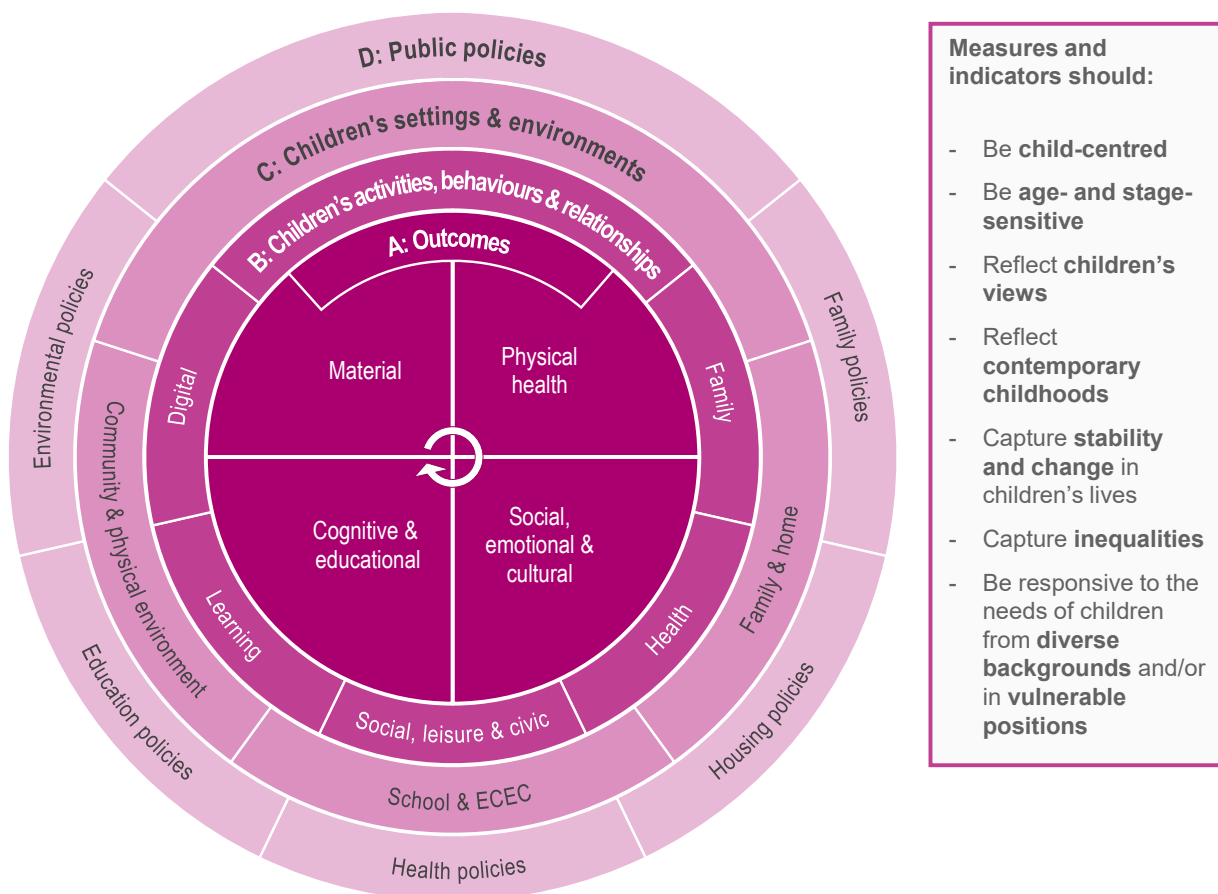 D: Public policies
C: Children's settings & environments
B: Children's activities, behaviours & relationships
A: Outcomes
Material
Physical
health
Cognitive &
educational
Social,
emotional &
cultural
Digital
Family
Learning
Health
Social, leisure & civic
Community & physical environment
Family & home
School & ECEC
Environmental policies
Family policies
Education policies
Housing policies
Health policies
Measures and
indicators should:
- Be child-centred
- Be age- and stage-
sensitive
- Reflect children’s
views
- Reflect
contemporary
childhoods
- Capture stability
and change in
children’s lives
- Capture inequalities
- Be responsive to the
needs of children
from diverse
backgrounds and/or
in vulnerable
positions